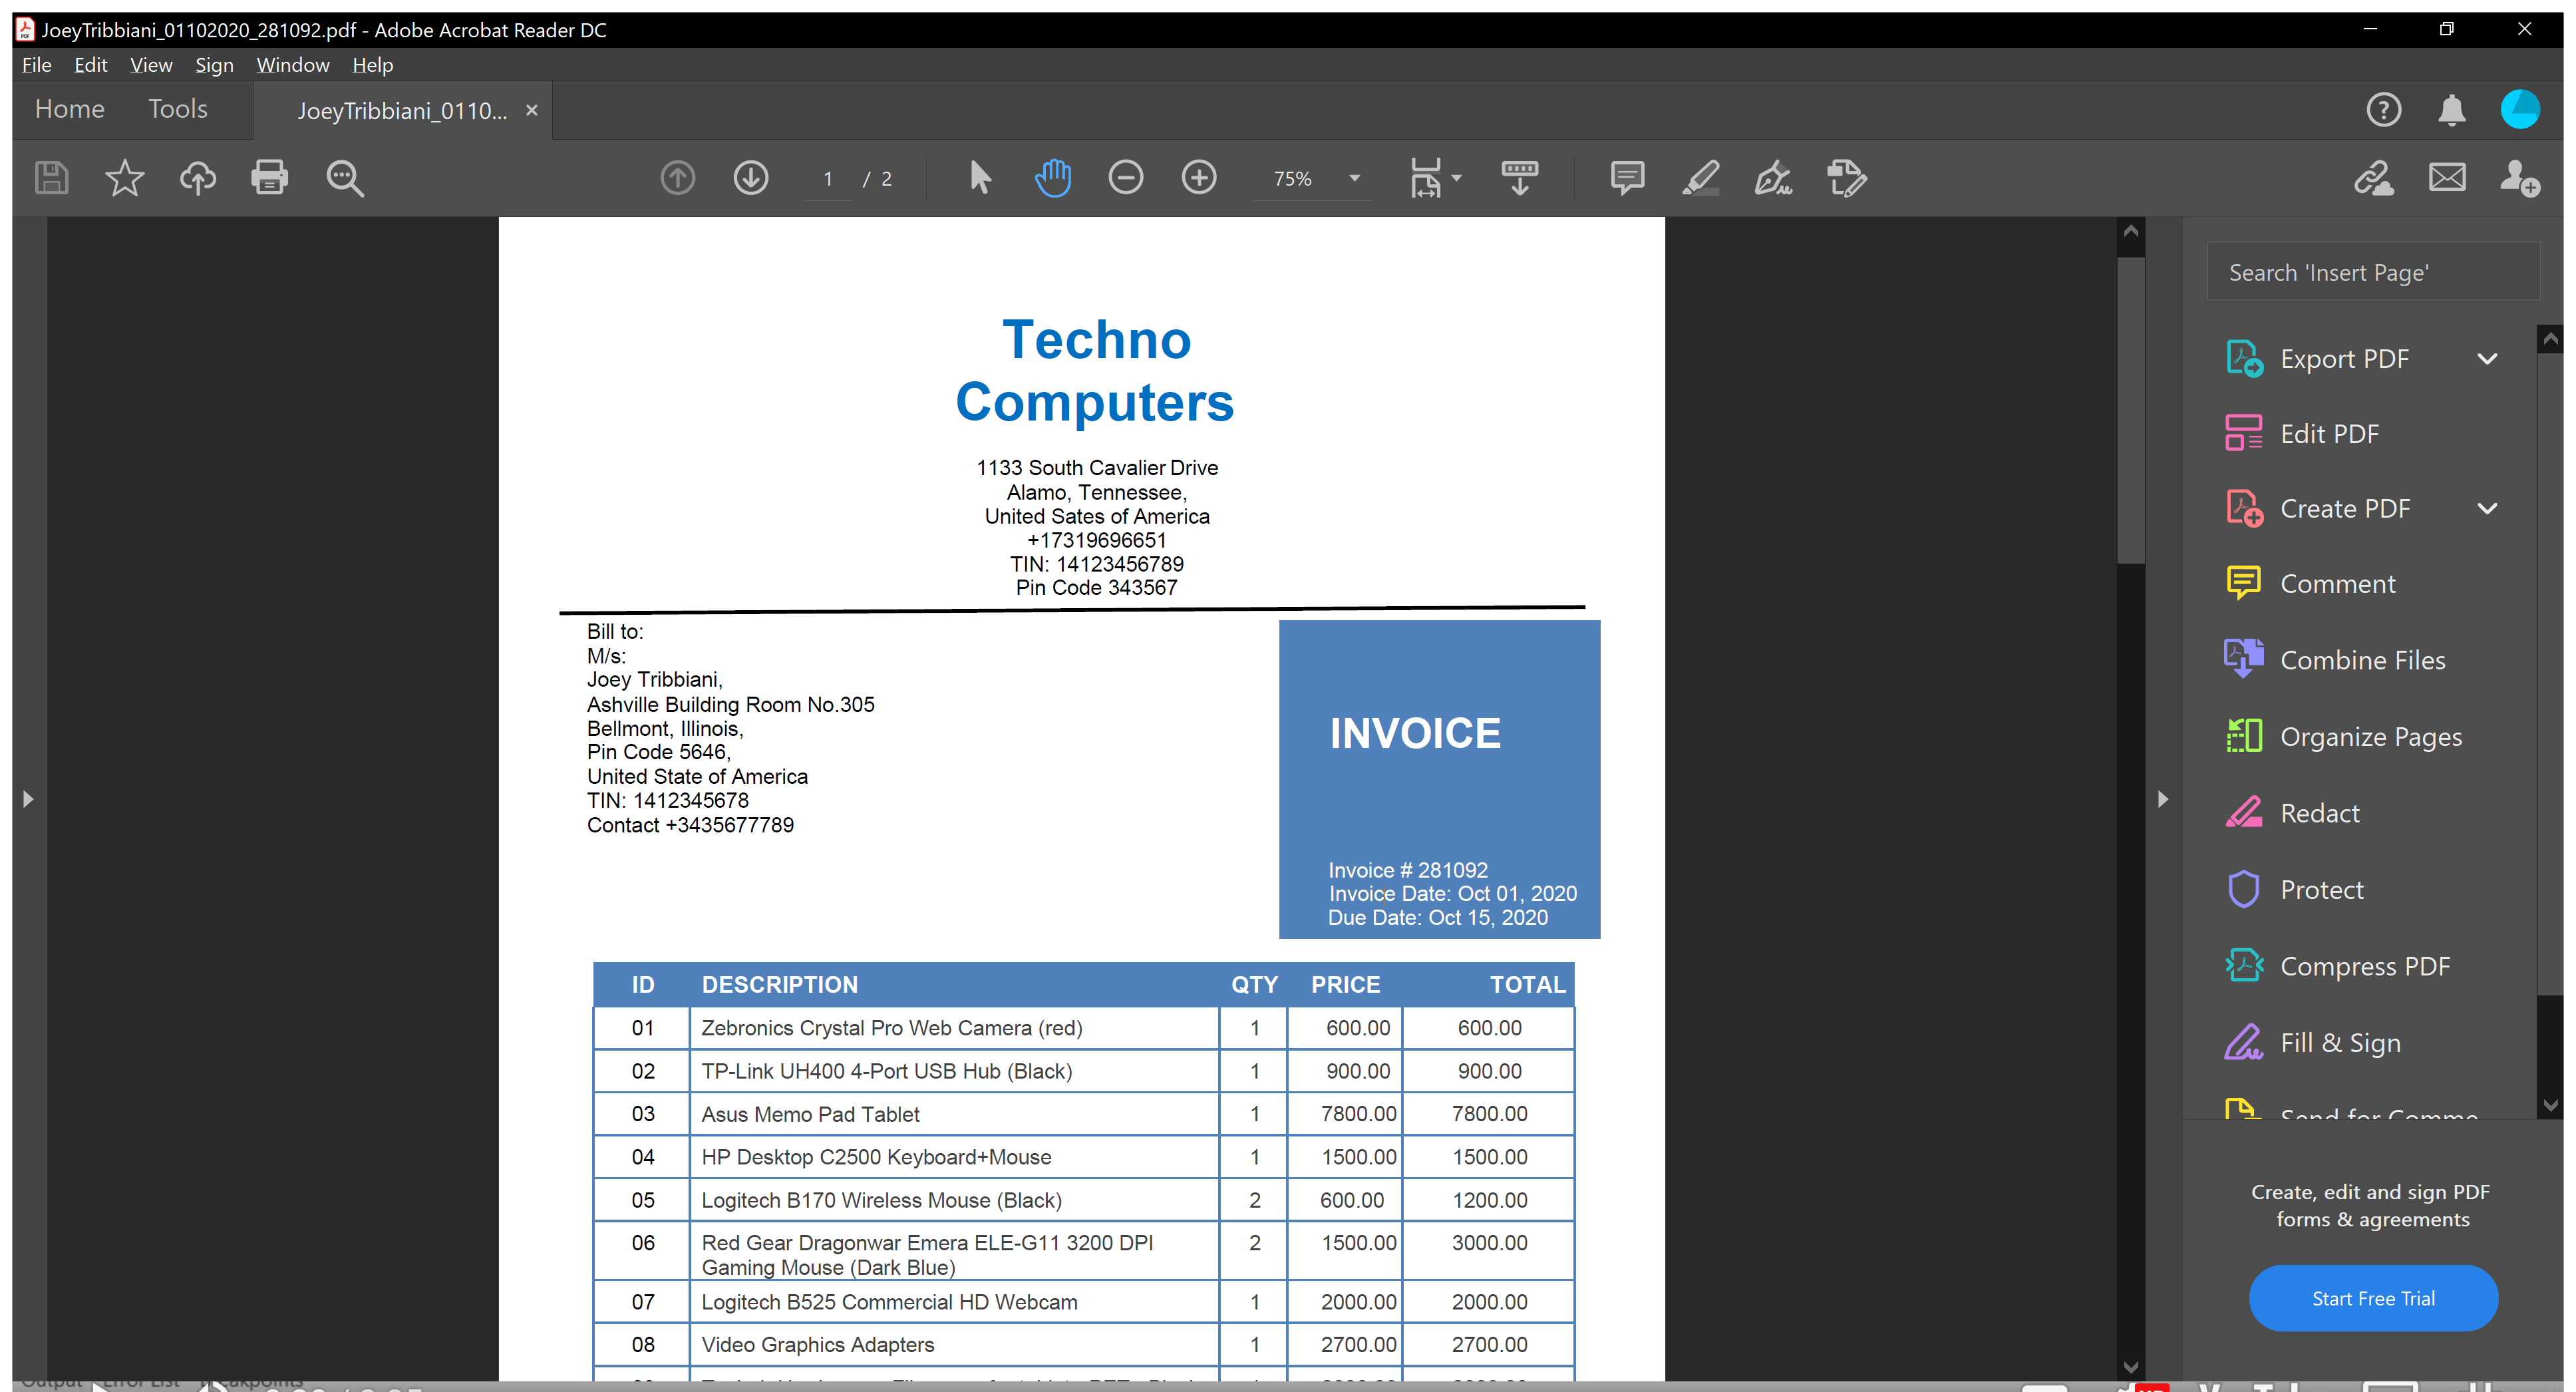 JoeyTribbiani_01102020_281092.pdf - Adobe Acrobat Reader DC
File Edit View Sign Window Help
Home Tools JoeyTribbiani_0110... ×
1 / 2 75%
Search 'Insert Page'
Export PDF
Edit PDF
Create PDF
Comment
Combine Files
Organize Pages
Redact
Protect
Compress PDF
Fill & Sign
Send for Comme
Create, edit and sign PDF
forms & agreements
Start Free Trial
Techno
Computers
1133 South Cavalier Drive
Alamo, Tennessee,
United Sates of America
+17319696651
TIN: 14123456789
Pin Code 343567
Bill to:
M/s:
Joey Tribbiani,
Ashville Building Room No.305
Bellmont, Illinois,
Pin Code 5646,
United State of America
TIN: 1412345678
Contact +3435677789
INVOICE
Invoice # 281092
Invoice Date: Oct 01, 2020
Due Date: Oct 15, 2020
ID DESCRIPTION QTY PRICE TOTAL
01 Zebronics Crystal Pro Web Camera (red) 1 600.00 600.00
02 TP-Link UH400 4-Port USB Hub (Black) 1 900.00 900.00
03 Asus Memo Pad Tablet 1 7800.00 7800.00
04 HP Desktop C2500 Keyboard+Mouse 1 1500.00 1500.00
05 Logitech B170 Wireless Mouse (Black) 2 600.00 1200.00
06 Red Gear Dragonwar Emera ELE-G11 3200 DPI 2 1500.00 3000.00
Gaming Mouse (Dark Blue)
07 Logitech B525 Commercial HD Webcam 1 2000.00 2000.00
08 Video Graphics Adapters 1 2700.00 2700.00